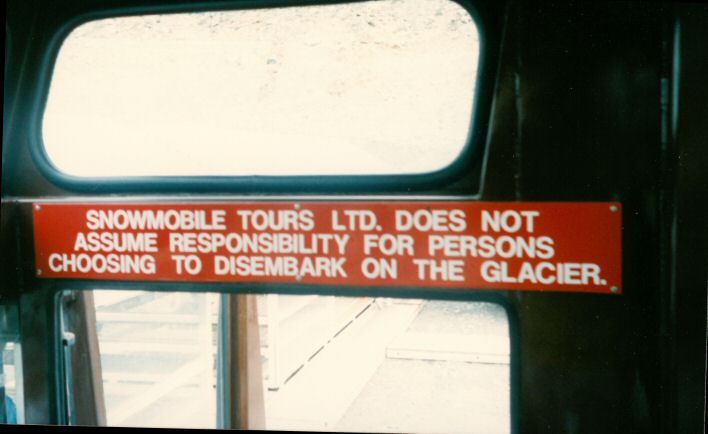 SNOWMOBILE TOURS LTD. DOES NOT
ASSUME RESPONSIBILITY FOR PERSONS
CHOOSING TO DISEMBARK ON THE GLACIER.